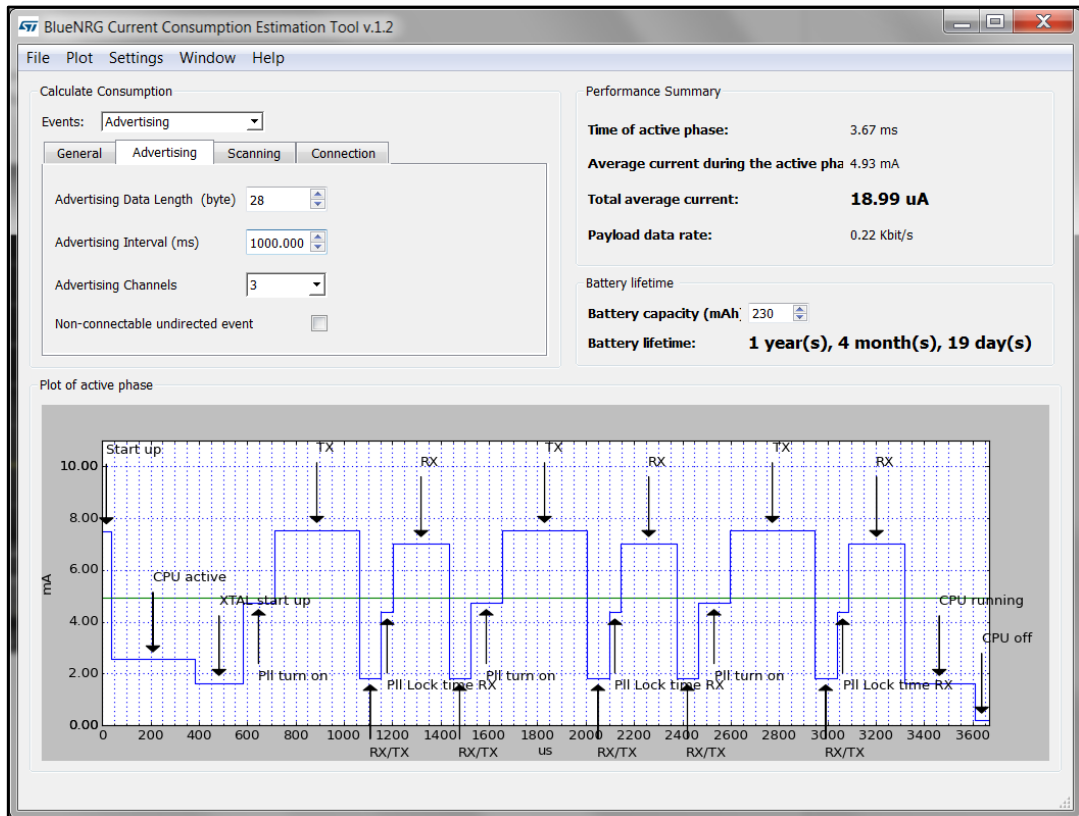 BlueNRG Current Consumption Estimation Tool v.1.2
File Plot Settings Window Help
Calculate Consumption
Events: Advertising
General Advertising Scanning Connection
Advertising Data Length (byte) 28
Advertising Interval (ms) 1000.000
Advertising Channels 3
Non-connectable undirected event
Performance Summary
Time of active phase: 3.67 ms
Average current during the active pha 4.93 mA
Total average current: 18.99 uA
Payload data rate: 0.22 Kbit/s
Battery lifetime
Battery capacity (mAh) 230
Battery lifetime: 1 year(s), 4 month(s), 19 day(s)
Plot of active phase
Start up TX TX TX
RX RX RX
10.00
8.00
6.00
mA
CPU active
XTAL start up CPU running
4.00
CPU off
Pll turn on Pll turn on Pll turn on
Pll Lock time RX Pll Lock time RX Pll Lock time RX
2.00
0.00
0 200 400 600 800 1000 1200 1400 1600 1800 2000 2200 2400 2600 2800 3000 3200 3400 3600
RX/TX RX/TX us RX/TX RX/TX RX/TX